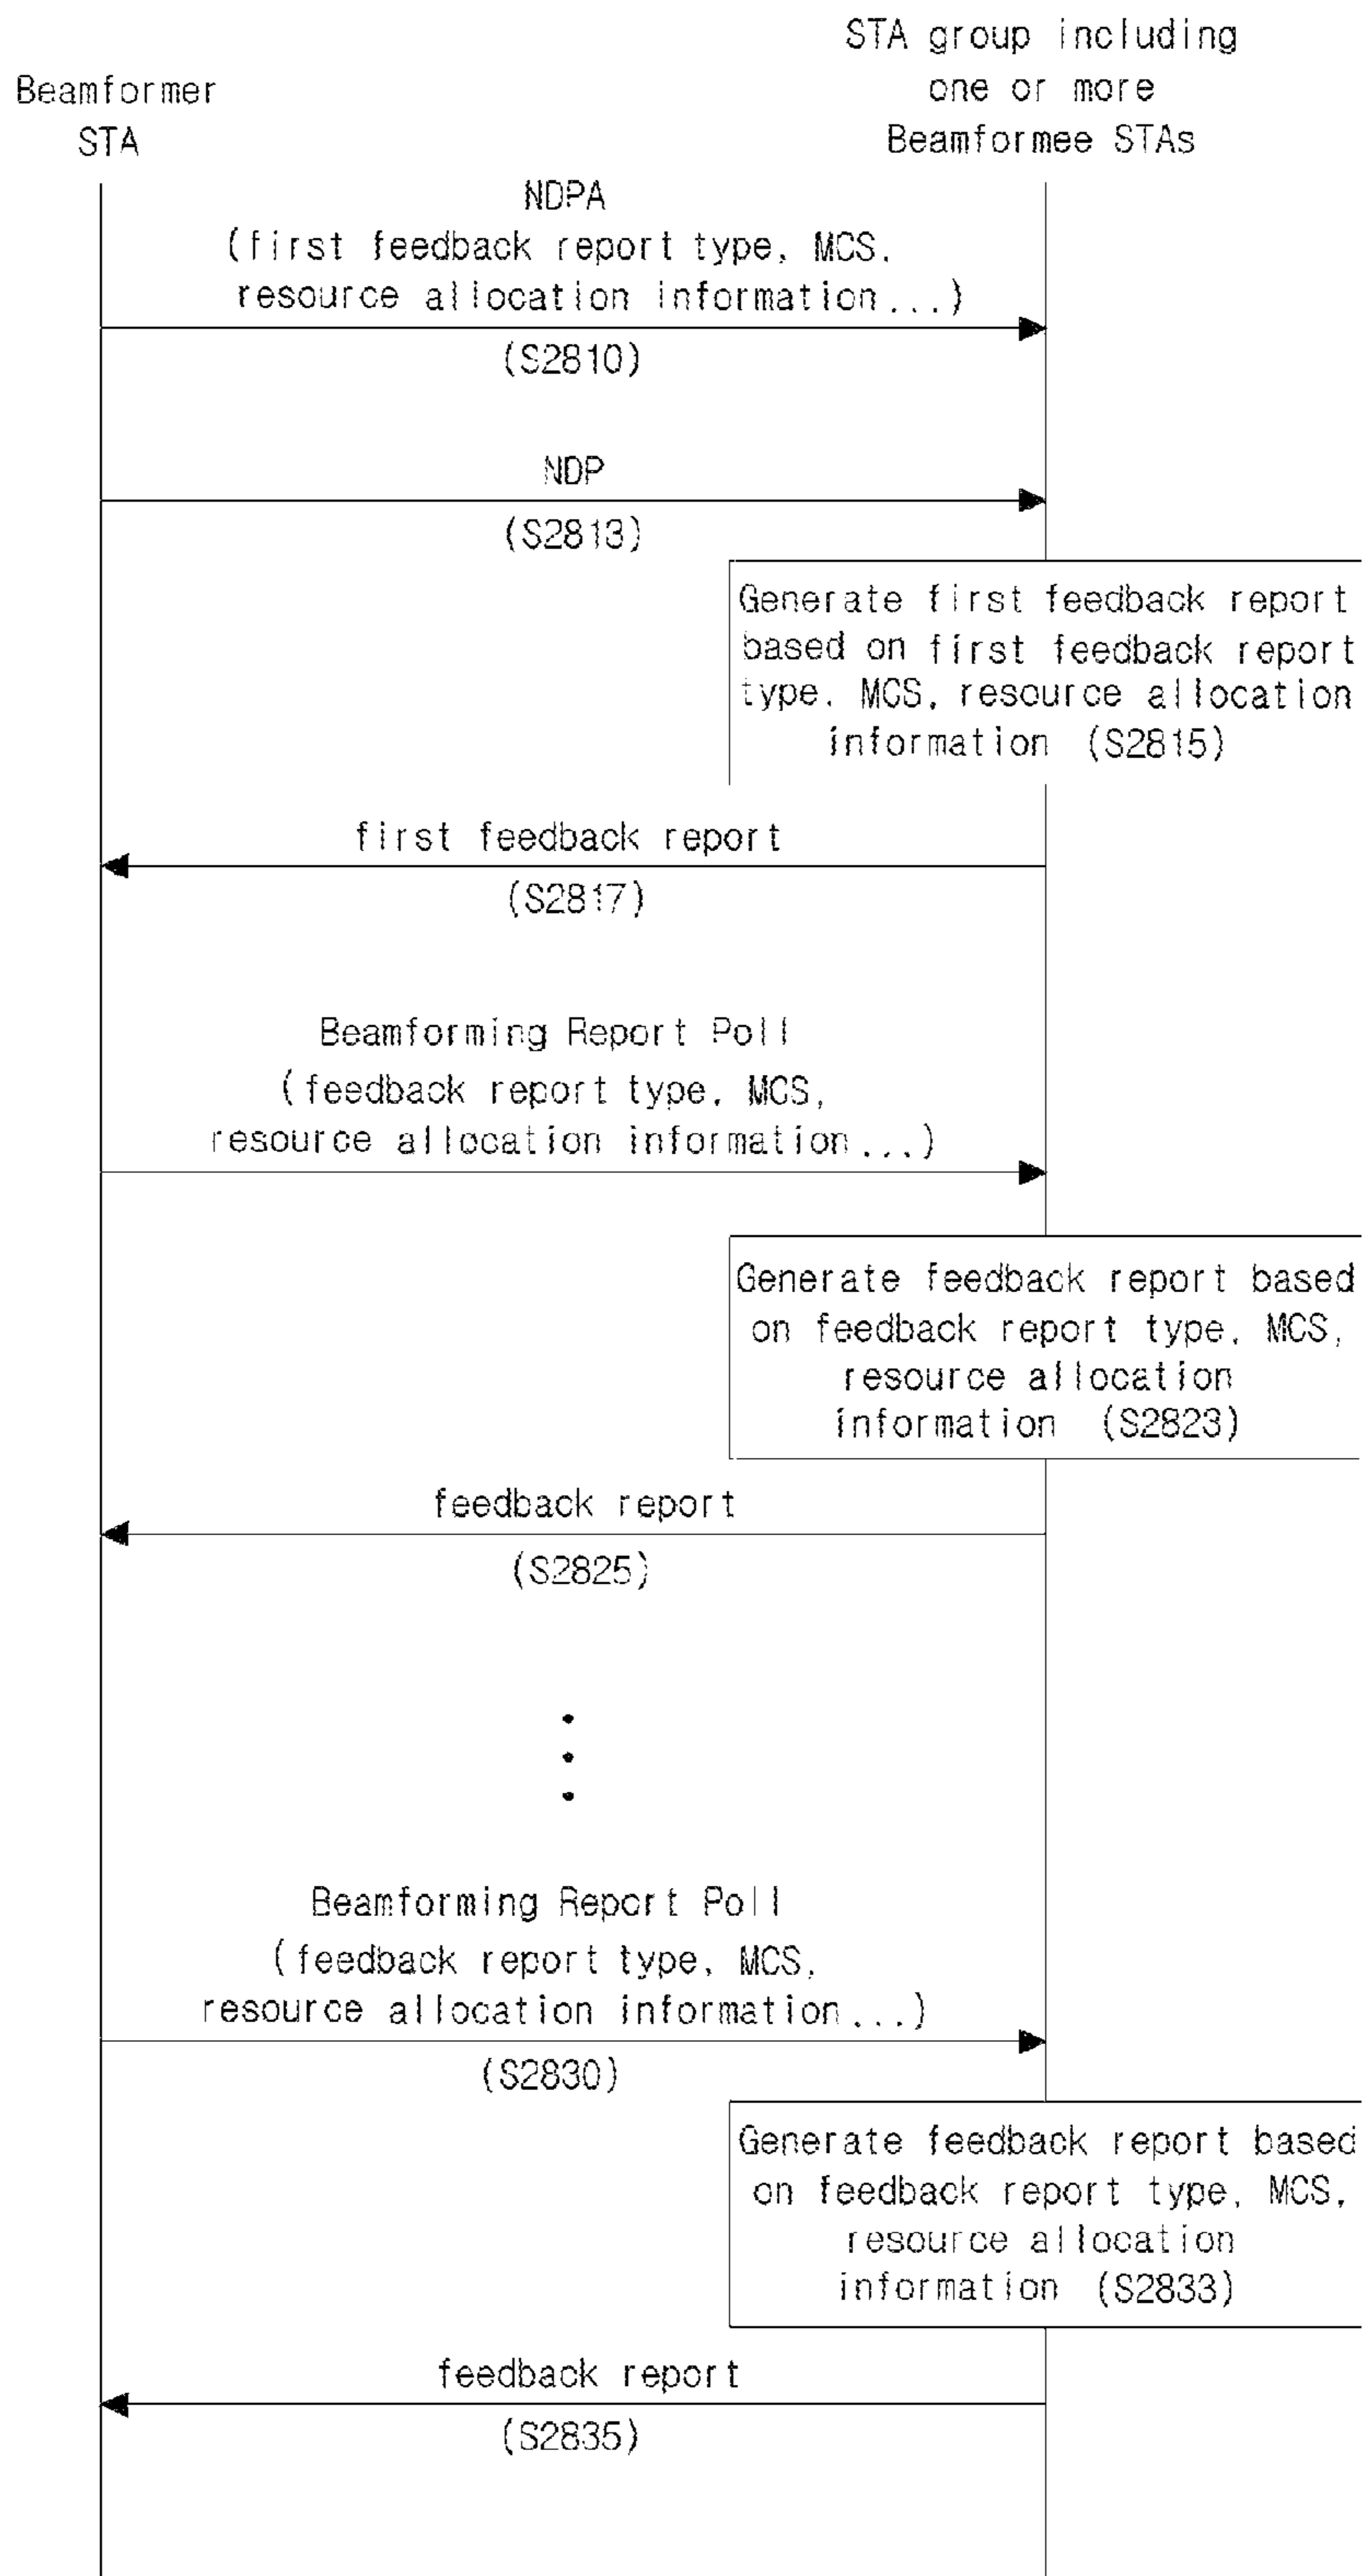 Beamformer
STA
STA group including
one or more
Beamformee STAs
NDPA
(first feedback report type, MCS,
resource allocation information...)
(S2810)
NDP
(S2813)
Generate first feedback report
based on first feedback report
type, MCS, resource allocation
information (S2815)
first feedback report
(S2817)
Beamforming Report Poll
(feedback report type, MCS,
resource allocation information...)
Generate feedback report based
on feedback report type, MCS,
resource allocation
information (S2823)
feedback report
(S2825)
Beamforming Report Poll
(feedback report type, MCS,
resource allocation information...)
(S2830)
Generate feedback report based
on feedback report type, MCS,
resource allocation
information (S2833)
feedback report
(S2835)